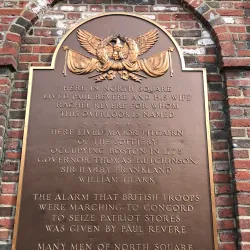 HERE IN NORTH SQUARE
LIVED PAUL REVERE AND HIS WIFE
RACHEL REVERE FOR WHOM
THIS OVERLOOK IS NAMED
HERE LIVED MAJOR PITCAIRN
OF THE SOLDIERY
OCCUPYING BOSTON IN 1775
GOVERNOR THOMAS HUTCHINSON
SIR HARRY FRANKLAND
WILLIAM CLARK
THE ALARM THAT BRITISH TROOPS
WERE MARCHING TO CONCORD
TO SEIZE PATRIOT STORES
WAS GIVEN BY PAUL REVERE
MANY MEN OF NORTH SQUARE